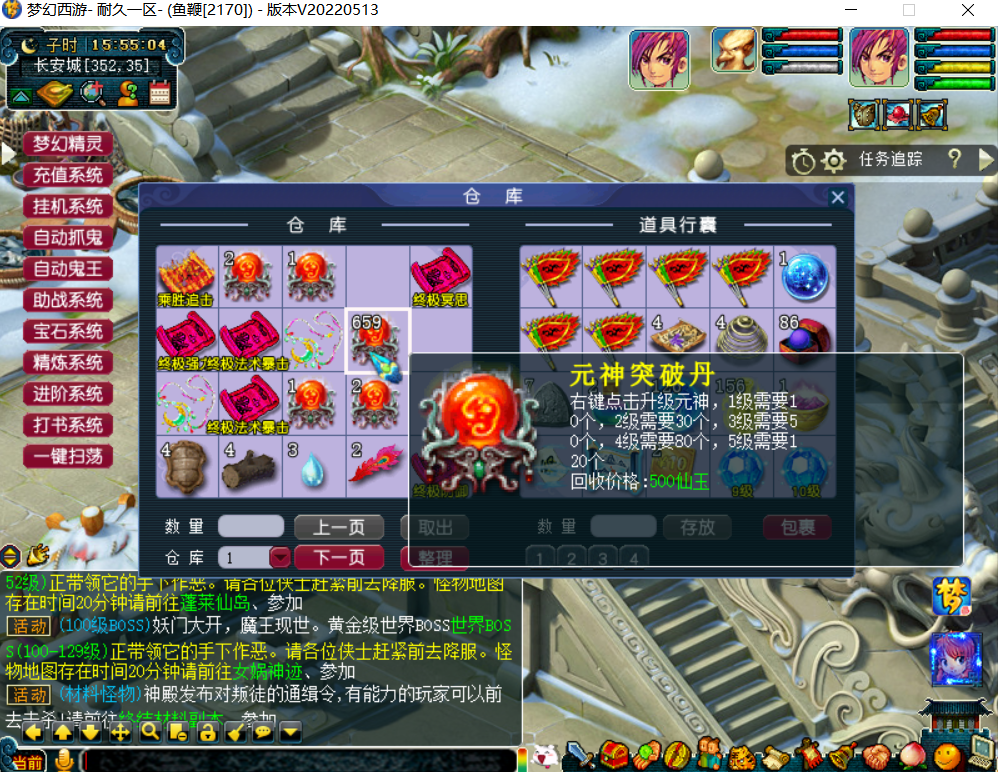 梦幻西游- 耐久一区- (鱼鞭[2170]) - 版本V20220513
子时 15:55:04
长安城[352,35]
任务追踪
梦幻精灵
充值系统
挂机系统
自动抓鬼
自动鬼王
助战系统
宝石系统
精炼系统
进阶系统
打书系统
一键扫荡
仓 库
仓 库
道具行囊
乘胜追击
2
1
终极冥思
1
终极法术暴击
659
4
4
86
终极法术暴击
1
2
156
1
4
4
3
2
9级
10级
元神突破丹
右键点击升级元神，1级需要1
0个，2级需要30个，3级需要5
0个，4级需要80个，5级需要1
20个
回收价格:500仙玉
数 量
上一页
取出
数 量
存放
包裹
仓 库
1
下一页
整理
1 2 3 4
52级)正带领它的手下作恶。请各位侠士赶紧前去降服。怪物地图
存在时间20分钟请前往蓬莱仙岛、参加
活动 (100级BOSS)妖门大开，魔王现世。黄金级世界BOSS世界BOS
S(100-129级)正带领它的手下作恶。请各位侠士赶紧前去降服。怪
物地图存在时间20分钟请前往女娲神迹、参加
活动 (材料怪物)神殿发布对叛徒的通缉令,有能力的玩家可以前
去击杀!请前往终结材料副本、参加
当前
梦